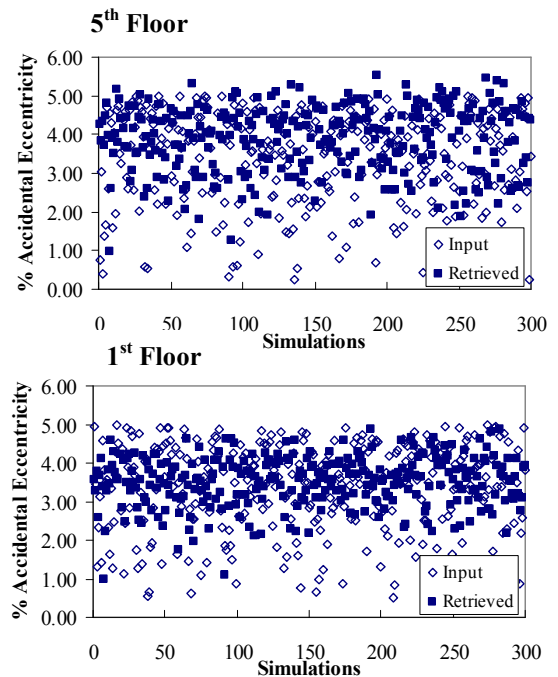 5th Floor
% Accidental Eccentricity
6.00
5.00
4.00
3.00
2.00
1.00
0.00
Input
Retrieved
0 50 100 150 200 250 300
Simulations
1st Floor
% Accidental Eccentricity
6.00
5.00
4.00
3.00
2.00
1.00
0.00
Input
Retrieved
0 50 100 150 200 250 300
Simulations